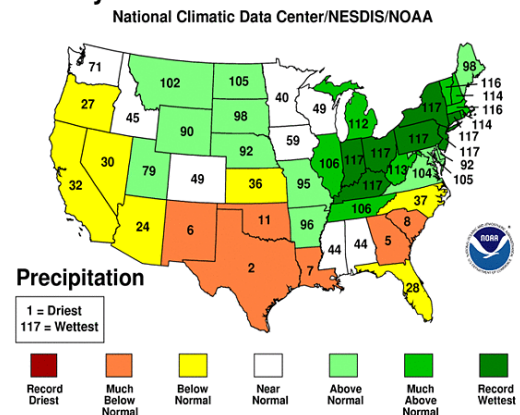 National Climatic Data Center/NESDIS/NOAA
71
102
105
98
40
49
27
45
90
98
112
117
116
114
116
114
117
117
92
105
59
92
117
106
117
117
113
104
32
30
79
49
36
95
117
37
106
24
6
11
96
8
44
44
5
2
7
28
NOAA
Precipitation
1 = Driest
117 = Wettest
Record
Driest
Much
Below
Normal
Below
Normal
Near
Normal
Above
Normal
Much
Above
Normal
Record
Wettest